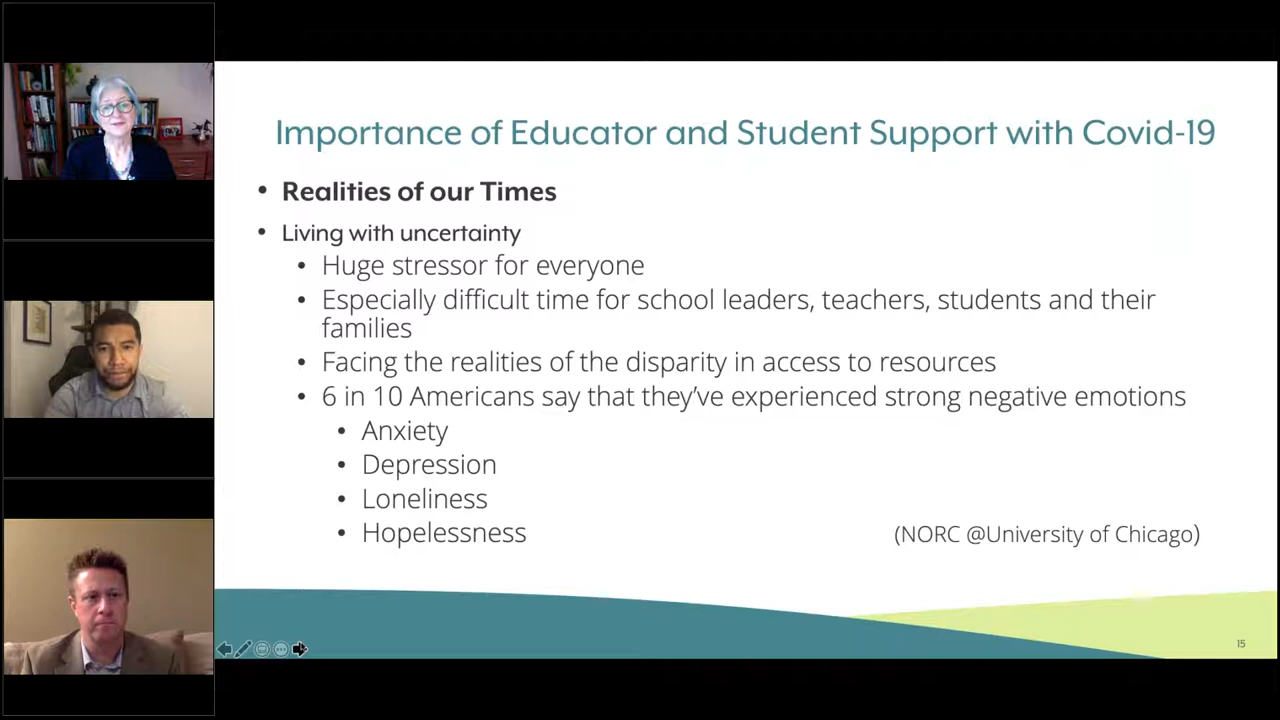 Importance of Educator and Student Support with Covid-19
• Realities of our Times
• Living with uncertainty
• Huge stressor for everyone
• Especially difficult time for school leaders, teachers, students and their
families
• Facing the realities of the disparity in access to resources
• 6 in 10 Americans say that they’ve experienced strong negative emotions
• Anxiety
• Depression
• Loneliness
• Hopelessness
(NORC @University of Chicago)
15